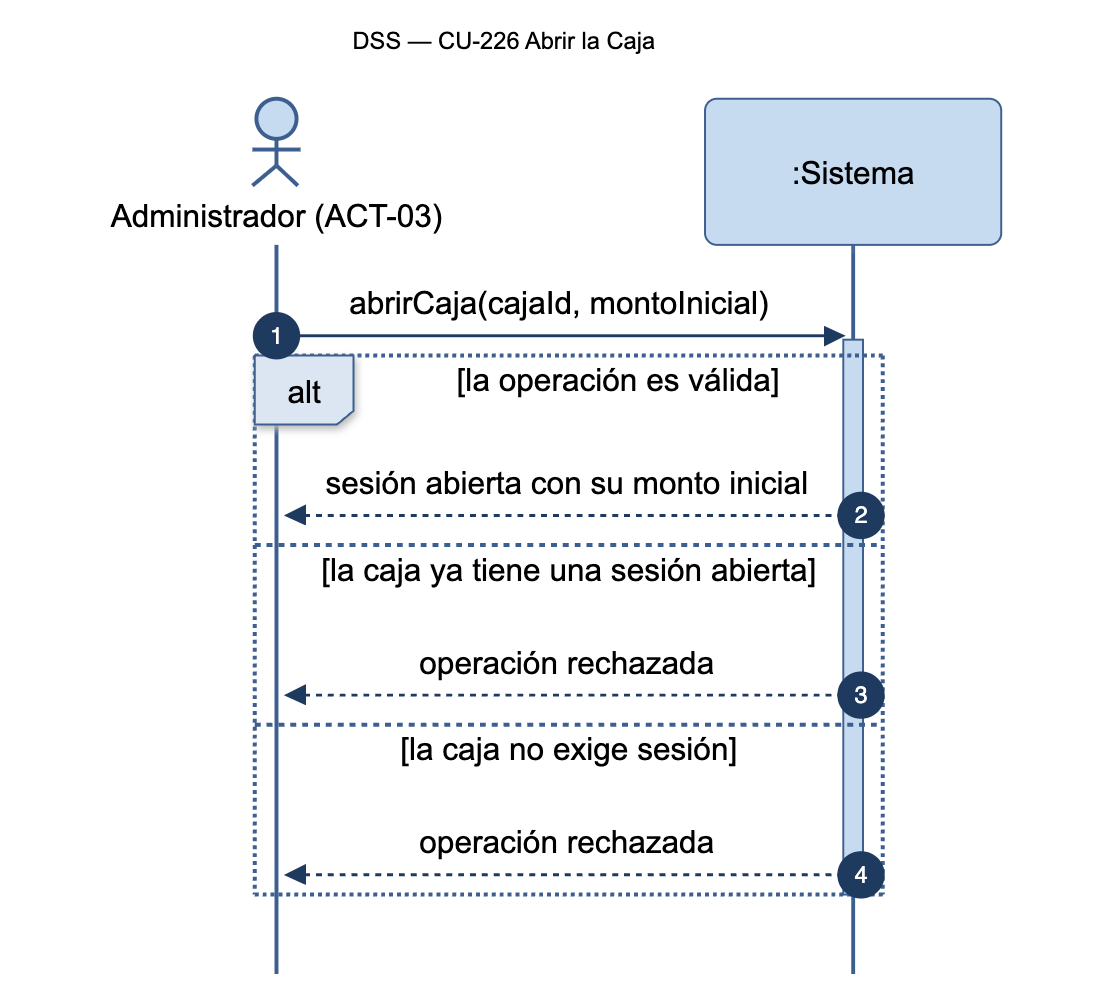 DSS — CU-226 Abrir la Caja
:Sistema
Administrador (ACT-03)
abrirCaja(cajaId, montoInicial)
1
alt
[la operación es válida]
sesión abierta con su monto inicial
2
[la caja ya tiene una sesión abierta]
operación rechazada
3
[la caja no exige sesión]
operación rechazada
4